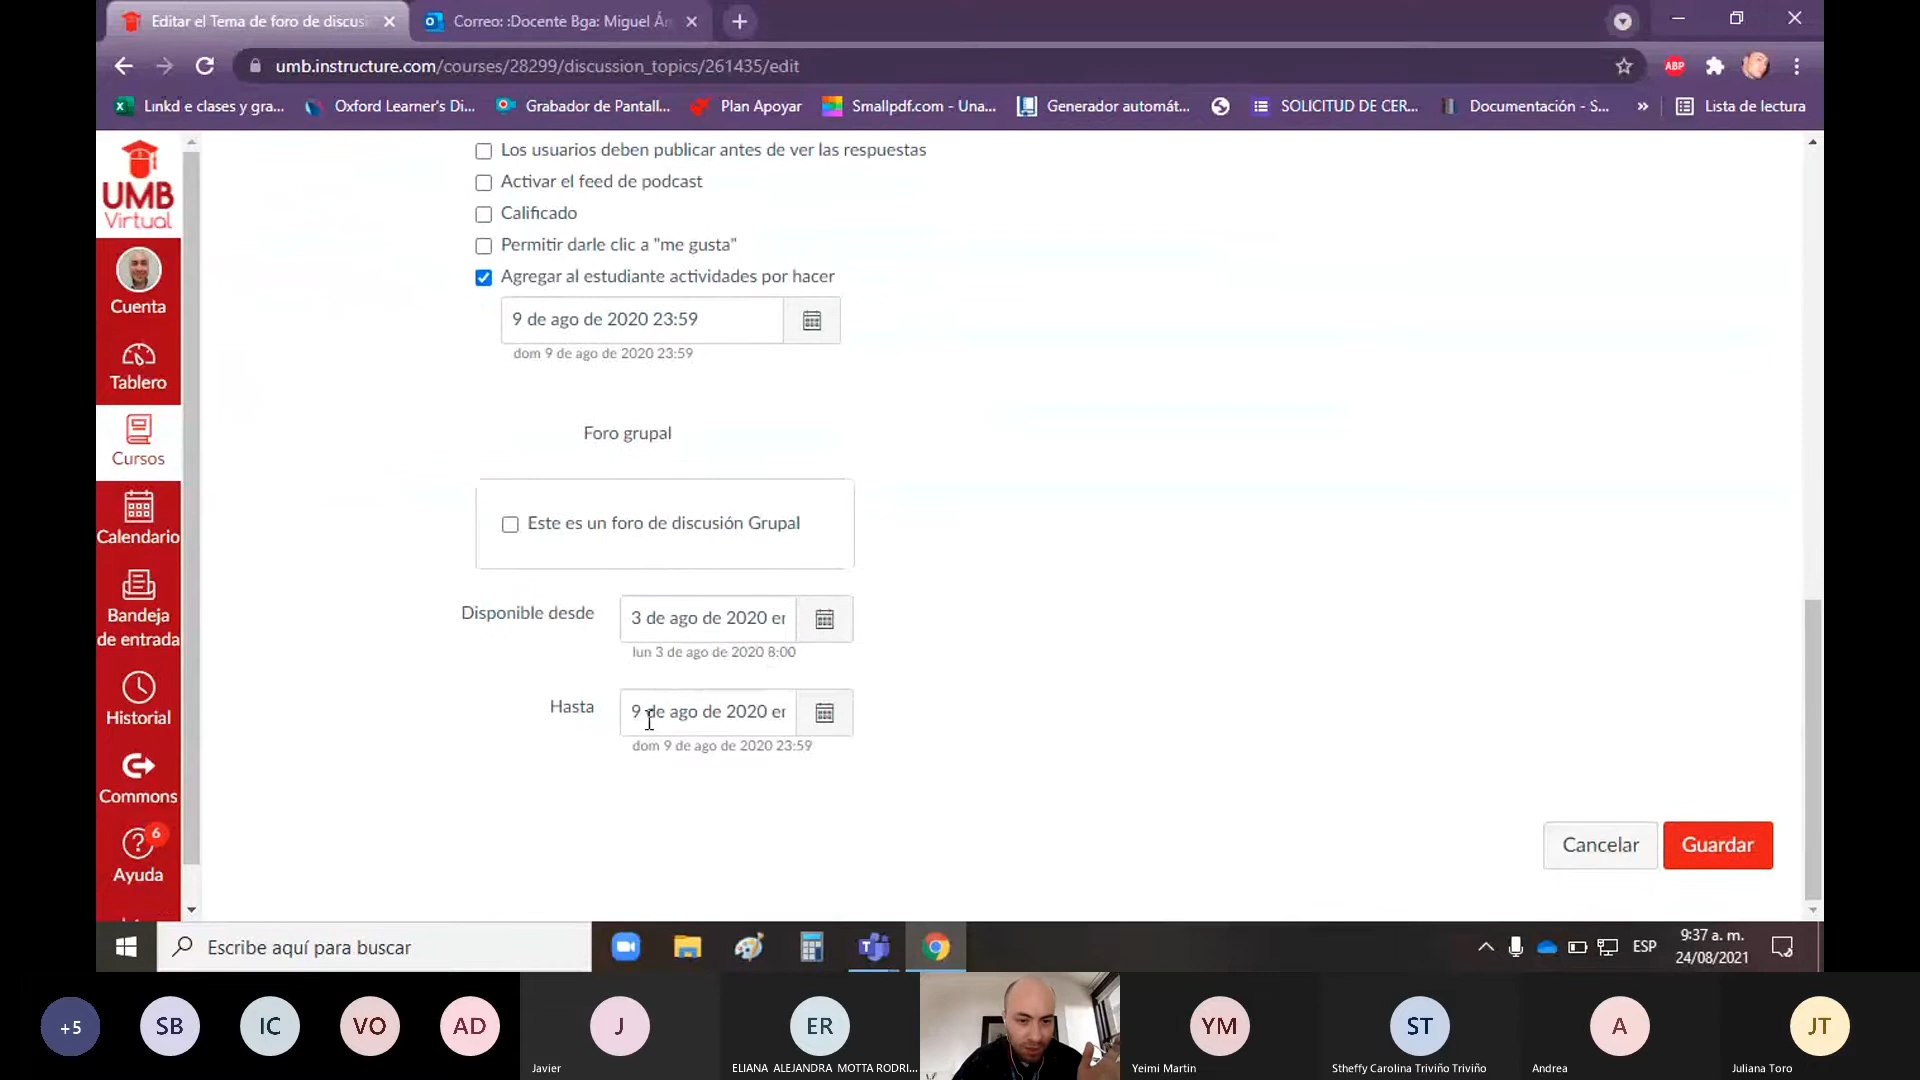 Editar el Tema de foro de discusi
Correo: :Docente Bga: Miguel Án
umb.instructure.com/courses/28299/discussion_topics/261435/edit
ABP
Linkd e clases y gra...
Oxford Learner's Di...
Grabador de Pantall...
Plan Apoyar
Smallpdf.com - Una...
Generador automát...
SOLICITUD DE CER...
Documentación - S...
»
Lista de lectura
UMB
Virtual
Cuenta
Tablero
Cursos
Calendario
Bandeja
de entrada
Historial
Commons
6
Ayuda
Los usuarios deben publicar antes de ver las respuestas
Activar el feed de podcast
Calificado
Permitir darle clic a "me gusta"
Agregar al estudiante actividades por hacer
9 de ago de 2020 23:59
dom 9 de ago de 2020 23:59
Foro grupal
Este es un foro de discusión Grupal
Disponible desde
3 de ago de 2020 er
lun 3 de ago de 2020 8:00
Hasta
9 de ago de 2020 er
dom 9 de ago de 2020 23:59
Cancelar
Guardar
Escribe aquí para buscar
ESP
9:37 a. m.
24/08/2021
+5
SB
IC
VO
AD
J
Javier
ER
ELIANA ALEJANDRA MOTTA RODRI...
YM
Yeimi Martin
ST
Stheffy Carolina Triviño Triviño
A
Andrea
JT
Juliana Toro